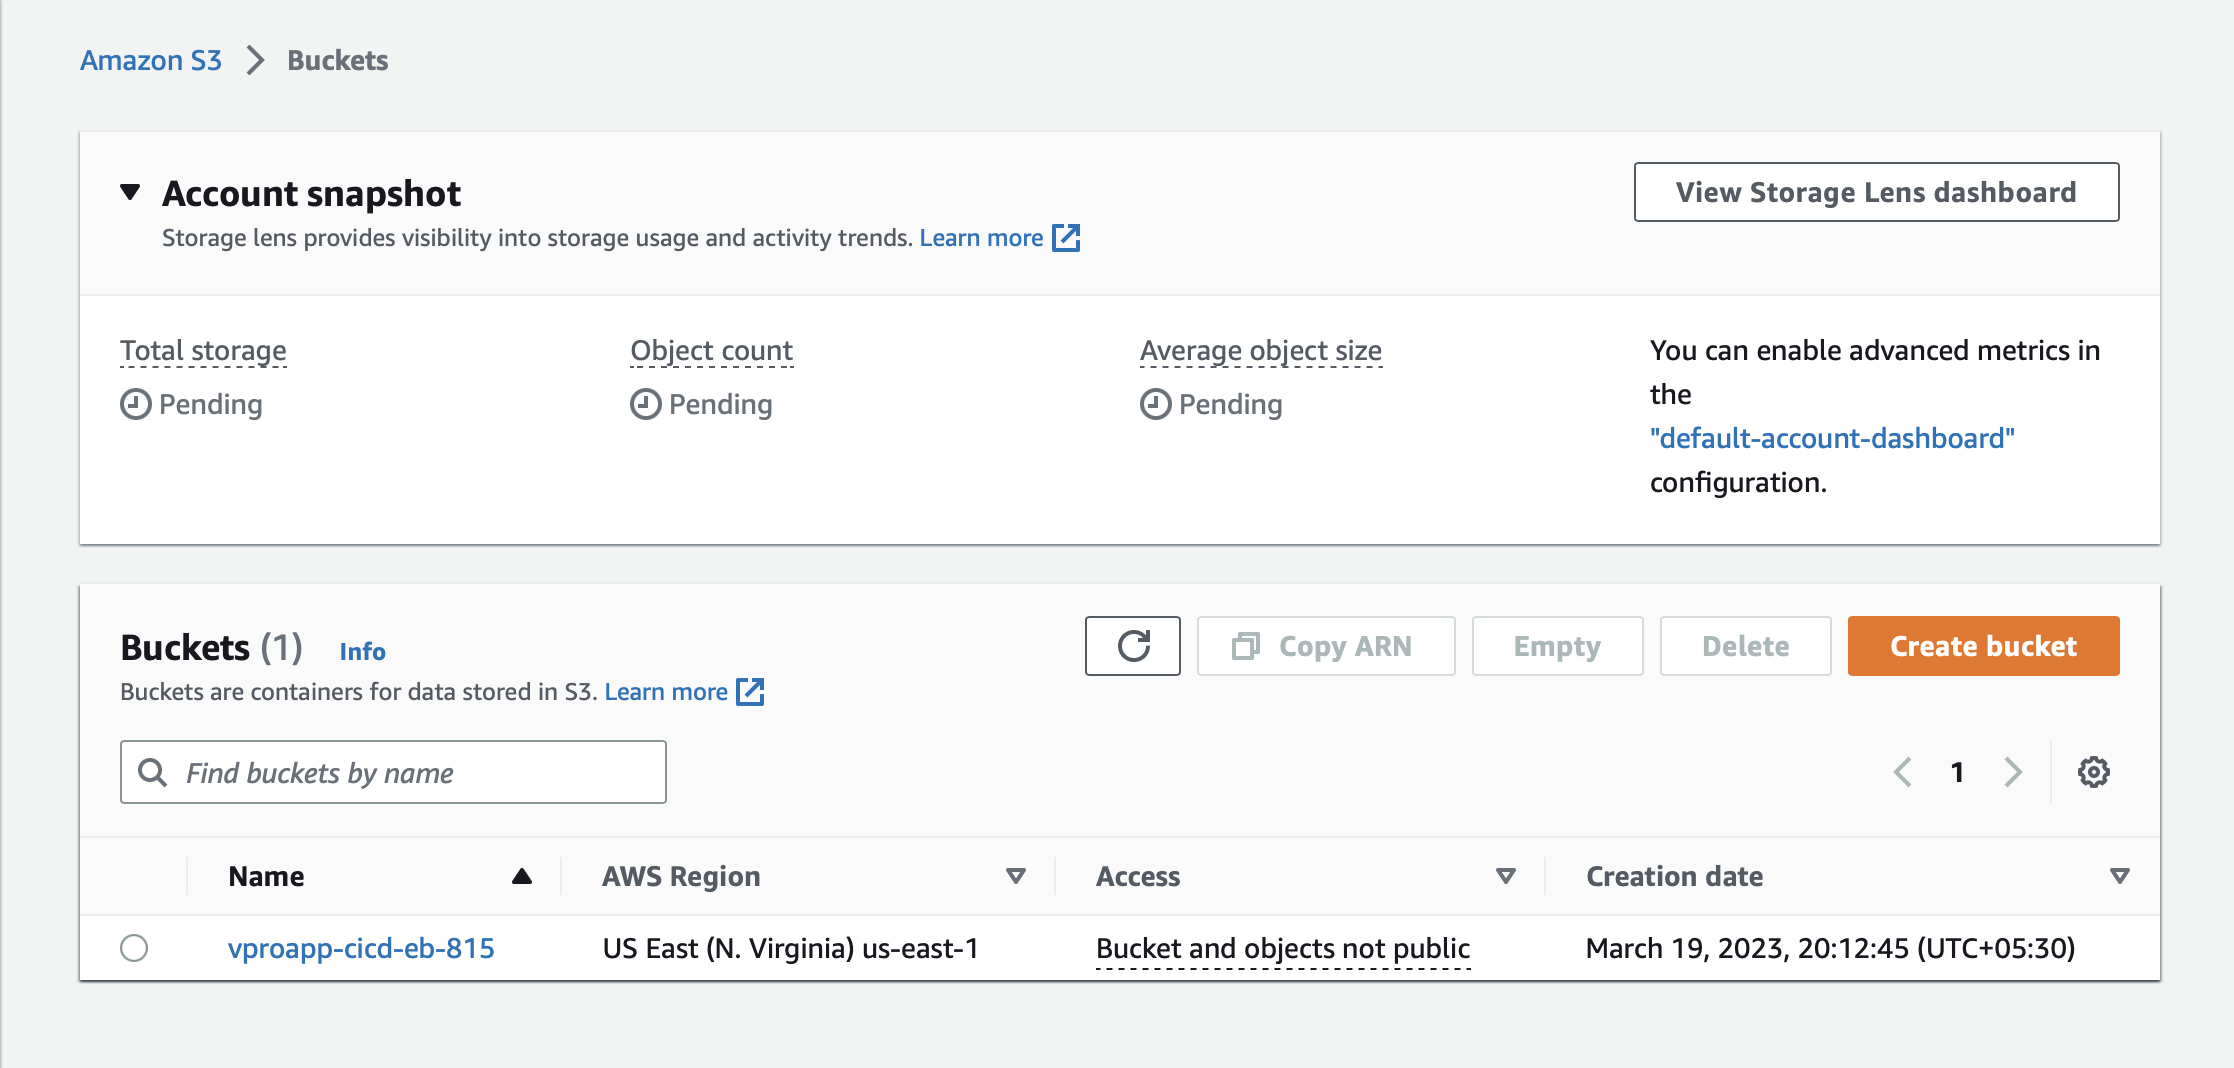 Amazon S3 > Buckets
Account snapshot
View Storage Lens dashboard
Storage lens provides visibility into storage usage and activity trends. Learn more
Total storage
Pending
Object count
Pending
Average object size
Pending
You can enable advanced metrics in
the
"default-account-dashboard"
configuration.
Buckets (1) Info
Copy ARN
Empty
Delete
Create bucket
Buckets are containers for data stored in S3. Learn more
Find buckets by name
1
Name AWS Region Access Creation date
vproapp-cicd-eb-815 US East (N. Virginia) us-east-1 Bucket and objects not public March 19, 2023, 20:12:45 (UTC+05:30)